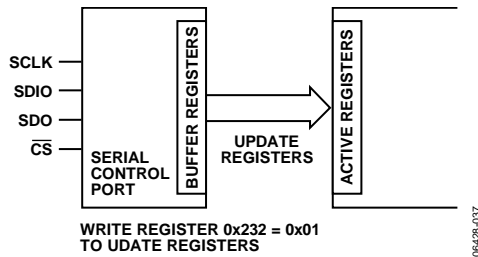 SCLK
SDIO
SDO
CS
SERIAL
CONTROL
PORT
BUFFER REGISTERS
UPDATE
REGISTERS
ACTIVE REGISTERS
WRITE REGISTER 0x232 = 0x01
TO UDATE REGISTERS
06428-037